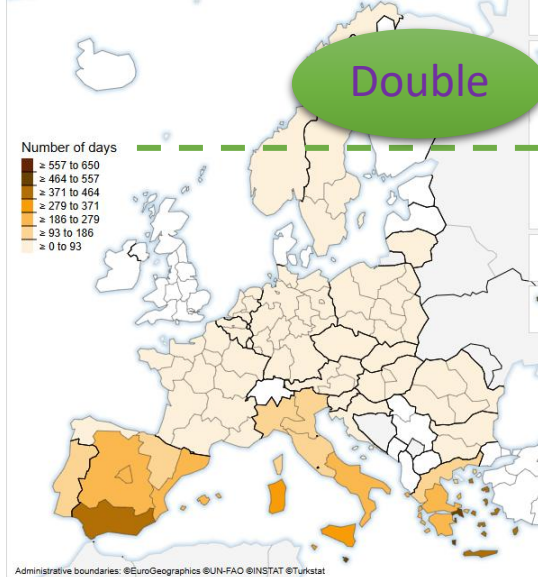 Double
Number of days
≥ 557 to 650
≥ 464 to 557
≥ 371 to 464
≥ 279 to 371
≥ 186 to 279
≥ 93 to 186
≥ 0 to 93
Administrative boundaries: ©EuroGeographics ©UN-FAO ©INSTAT ©Turkstat